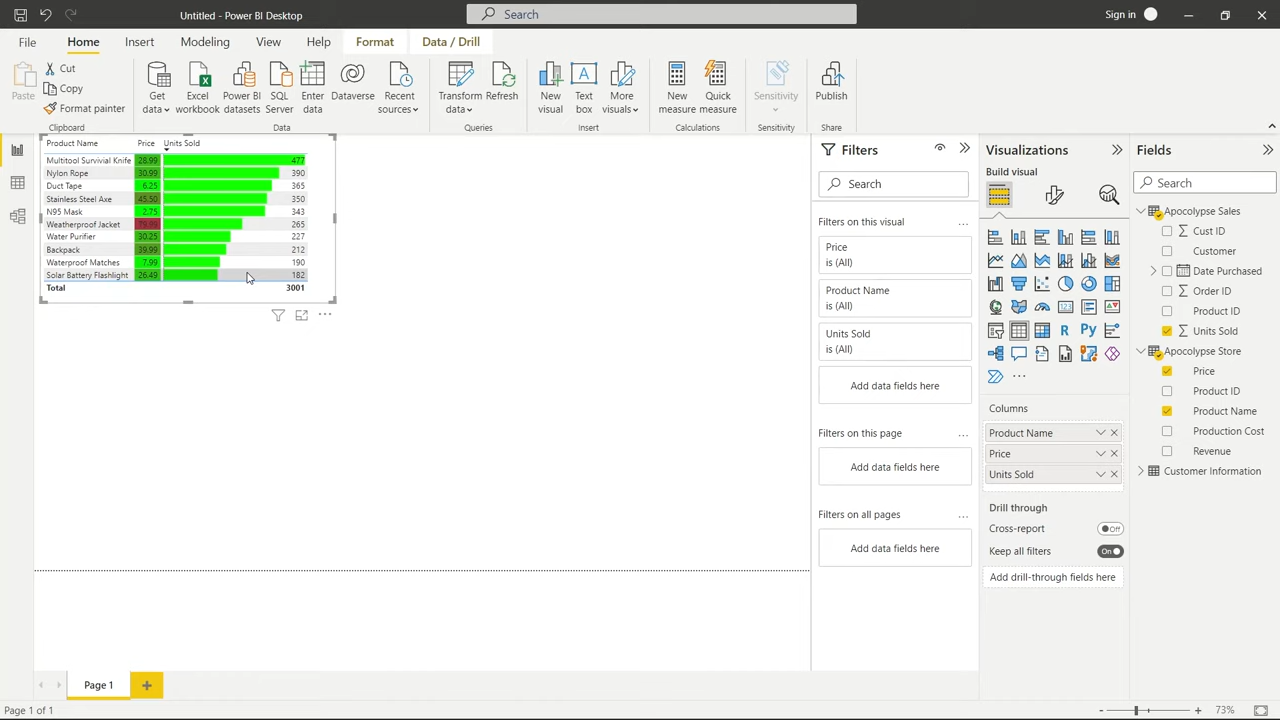 Untitled - Power BI Desktop
Search
Sign in
File Home Insert Modeling View Help Format Data / Drill
Paste
Cut
Copy
Format painter
Get data
Excel workbook
Power BI datasets
SQL Server
Enter data
Dataverse
Recent sources
Transform data
Refresh
New visual
Text box
More visuals
New measure
Quick measure
Sensitivity
Publish
Clipboard Data Queries Insert Calculations Sensitivity Share
Product Name Price Units Sold
Multitool Survivial Knife 28.99 477
Nylon Rope 30.99 390
Duct Tape 6.25 365
Stainless Steel Axe 45.50 350
N95 Mask 2.75 343
Weatherproof Jacket 79.99 265
Water Purifier 30.25 227
Backpack 39.99 212
Waterproof Matches 7.99 190
Solar Battery Flashlight 26.49 182
Total 3001
Filters
Search
Filters on this visual ...
Price
is (All)
Product Name
is (All)
Units Sold
is (All)
Add data fields here
Filters on this page ...
Add data fields here
Filters on all pages ...
Add data fields here
Visualizations
Build visual
R Py
...
Columns
Product Name
Price
Units Sold
Drill through
Cross-report Off
Keep all filters On
Add drill-through fields here
Fields
Search
Apocolypse Sales
Cust ID
Customer
Date Purchased
Order ID
Product ID
Units Sold
Apocolypse Store
Price
Product ID
Product Name
Production Cost
Revenue
Customer Information
Page 1
Page 1 of 1
73%